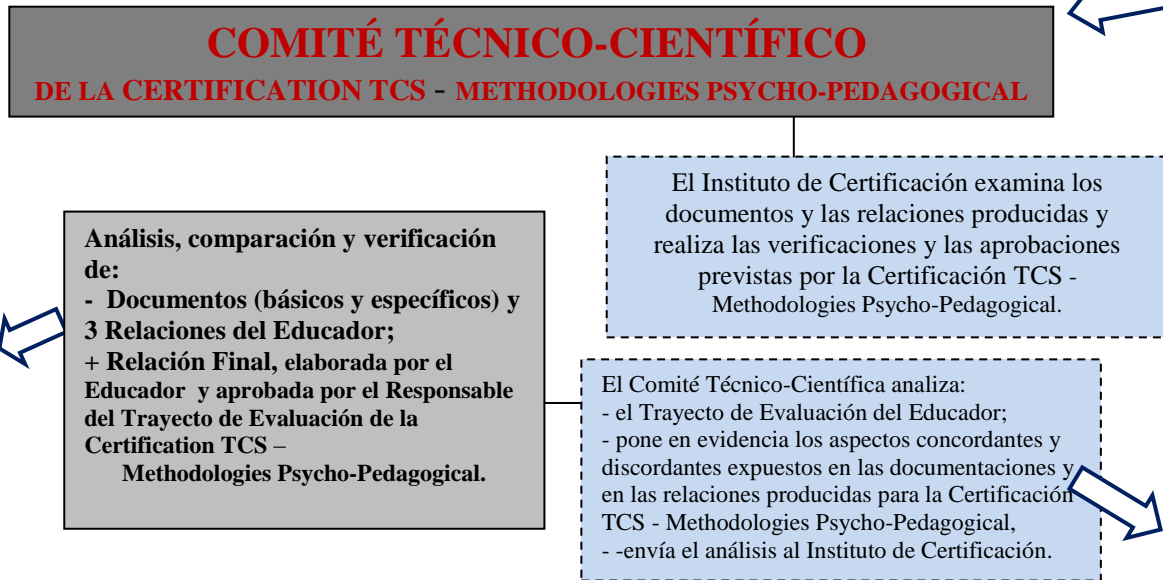 COMITÉ TÉCNICO-CIENTÍFICO
DE LA CERTIFICATION TCS - METHODOLOGIES PSYCHO-PEDAGOGICAL
El Instituto de Certificación examina los
documentos y las relaciones producidas y
realiza las verificaciones y las aprobaciones
previstas por la Certificación TCS -
Methodologies Psycho-Pedagogical.
Análisis, comparación y verificación
de:
- Documentos (básicos y específicos) y
3 Relaciones del Educador;
+ Relación Final, elaborada por el
Educador y aprobada por el Responsable
del Trayecto de Evaluación de la
Certification TCS –
Methodologies Psycho-Pedagogical.
El Comité Técnico-Científica analiza:
- el Trayecto de Evaluación del Educador;
- pone en evidencia los aspectos concordantes y
discordantes expuestos en las documentaciones y
en las relaciones producidas para la Certificación
TCS - Methodologies Psycho-Pedagogical,
- -envía el análisis al Instituto de Certificación.